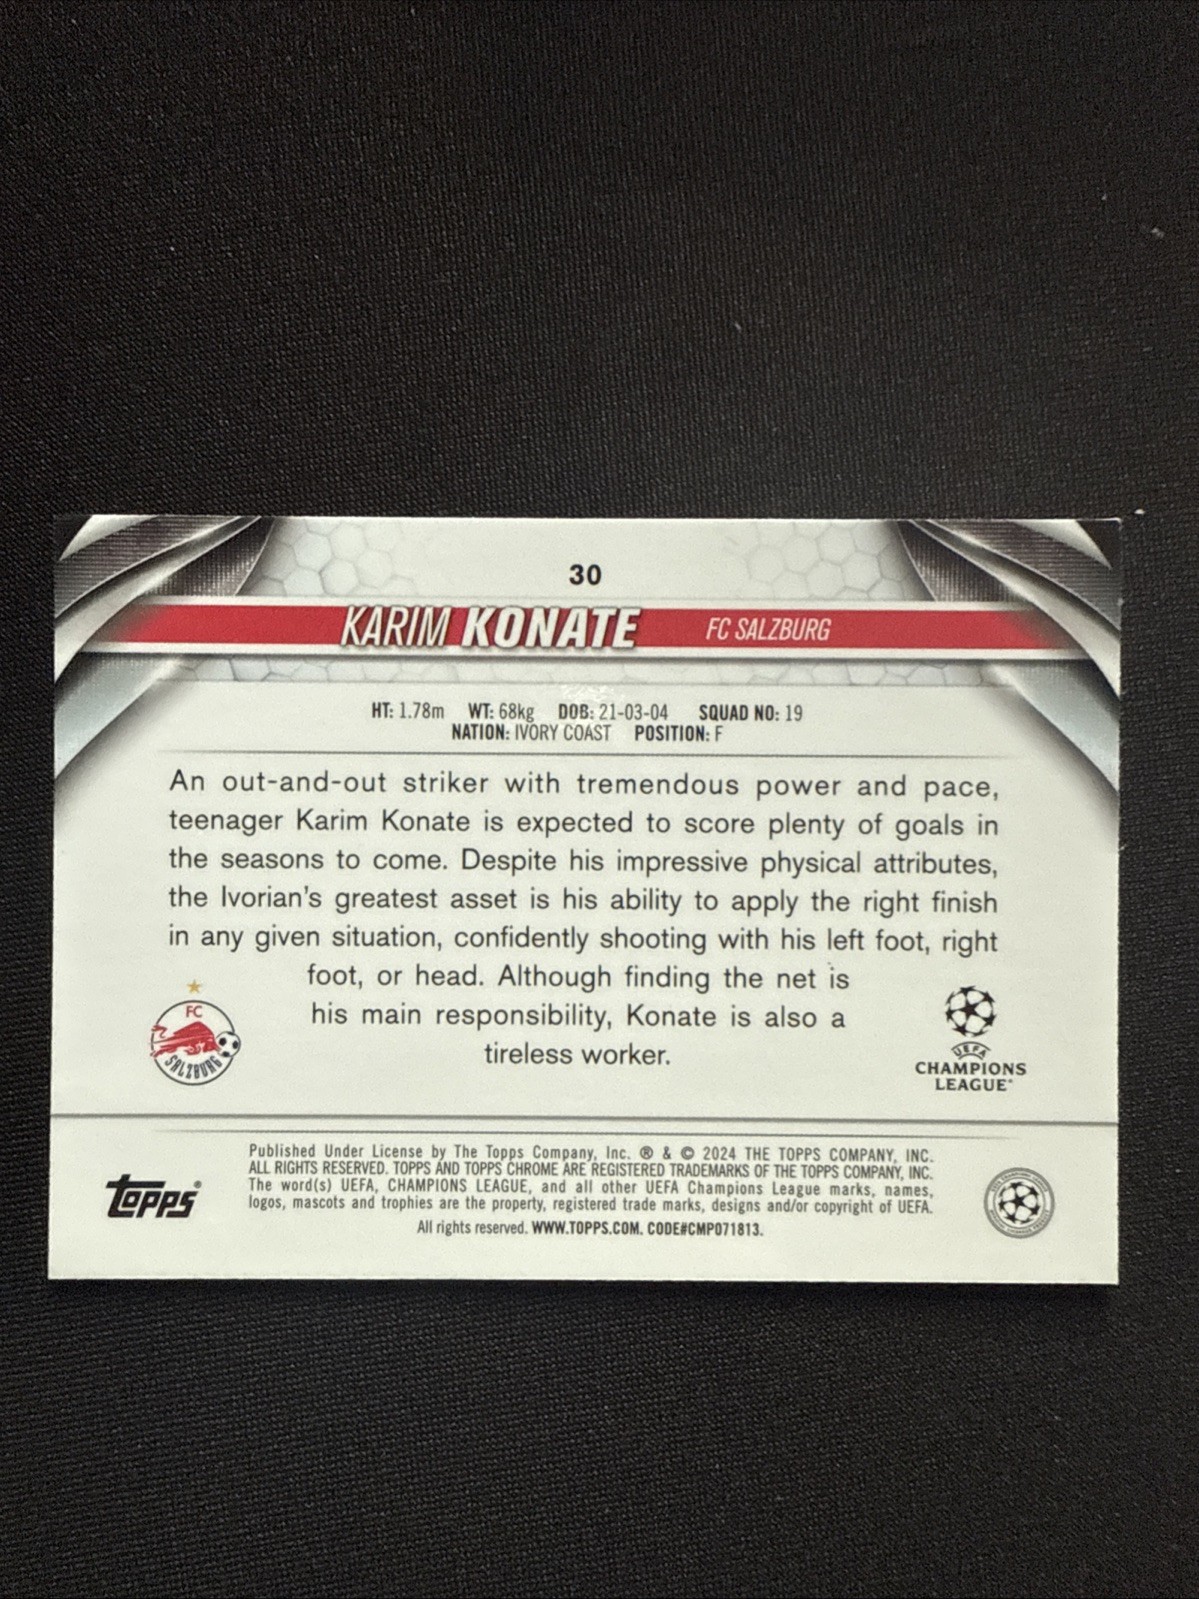 30
KARIM KONATE FC SALZBURG
HT: 1.78m WT: 68kg DOB: 21-03-04 SQUAD NO: 19
NATION: IVORY COAST POSITION: F
An out-and-out striker with tremendous power and pace,
teenager Karim Konate is expected to score plenty of goals in
the seasons to come. Despite his impressive physical attributes,
the Ivorian's greatest asset is his ability to apply the right finish
in any given situation, confidently shooting with his left foot, right
foot, or head. Although finding the net is
his main responsibility, Konate is also a
tireless worker.
FC
SALZBURG
UEFA
CHAMPIONS
LEAGUE®
Published Under License by The Topps Company, Inc. ® & © 2024 THE TOPPS COMPANY, INC.
ALL RIGHTS RESERVED. TOPPS AND TOPPS CHROME ARE REGISTERED TRADEMARKS OF THE TOPPS COMPANY, INC.
The word(s) UEFA, CHAMPIONS LEAGUE, and all other UEFA Champions League marks, names,
logos, mascots and trophies are the property, registered trade marks, designs and/or copyright of UEFA.
All rights reserved. WWW.TOPPS.COM. CODE#CMP071813.
Topps®